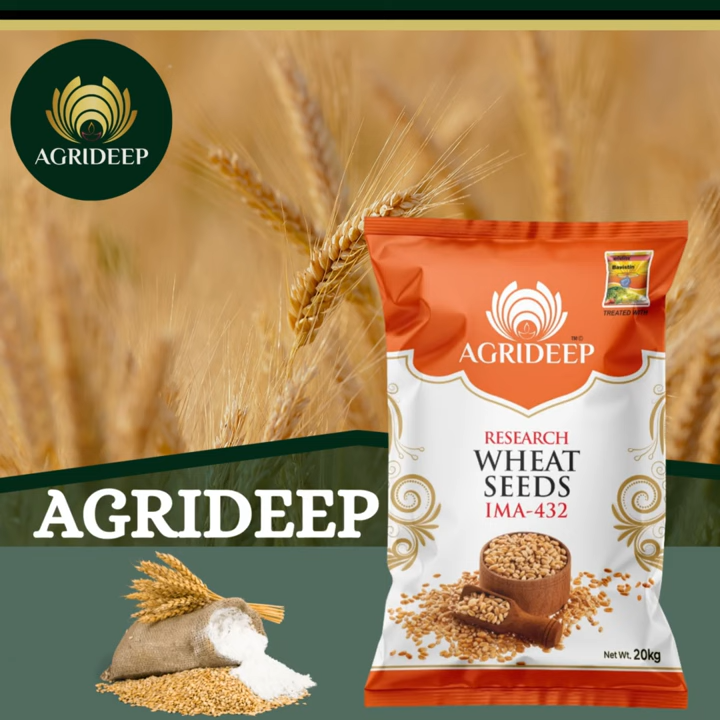 AGRIDEEP
AGRIDEEP
TREATED WITH
RESEARCH
WHEAT
SEEDS
IMA-432
AGRIDEEP
Net Wt. 20kg